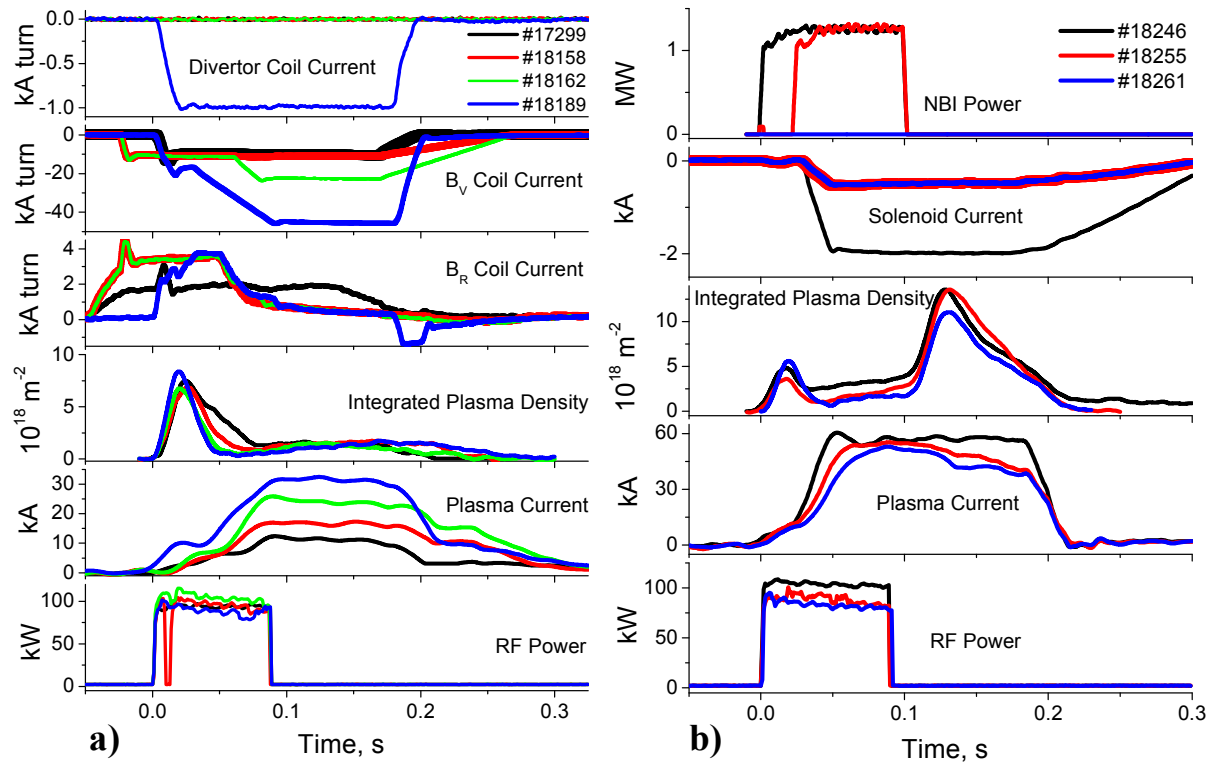 0.0
-0.5
-1.0
kA turn
Divertor Coil Current
#17299
#18158
#18162
#18189
0
-20
-40
kA turn
B_V Coil Current
4
2
0
kA turn
B_R Coil Current
10
5
0
10^18 m^-2
Integrated Plasma Density
30
20
10
0
kA
Plasma Current
100
50
0
kW
RF Power
0.0 0.1 0.2 0.3
a)
Time, s
1
0
MW
NBI Power
#18246
#18255
#18261
0
-1
-2
kA
Solenoid Current
Integrated Plasma Density
10
5
0
10^18 m^-2
60
30
0
kA
Plasma Current
100
50
0
kW
RF Power
0.0 0.1 0.2 0.3
b)
Time, s